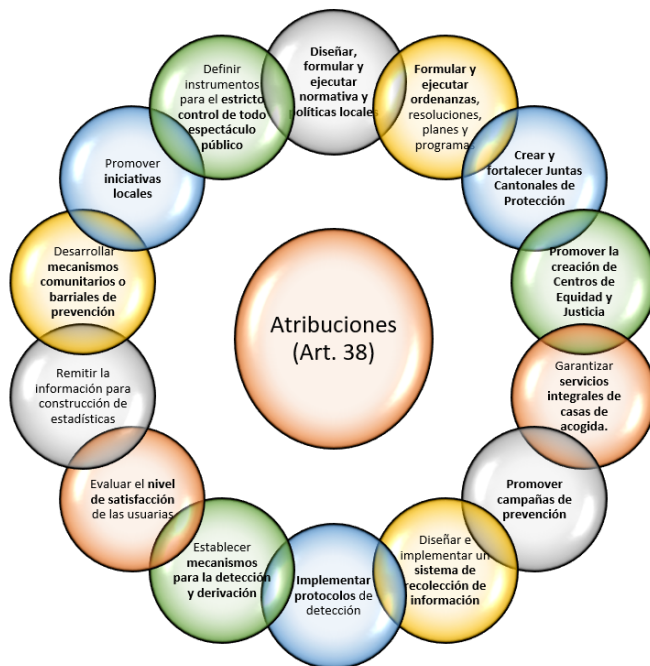 Atribuciones
(Art. 38)
Diseñar,
formular y
ejecutar
normativa y
políticas locales
Formular y
ejecutar
ordenanzas,
resoluciones,
planes y
programas
Crear y
fortalecer Juntas
Cantonales de
Protección
Promover la
creación de
Centros de
Equidad y
Justicia
Garantizar
servicios
integrales de
casas de
acogida.
Promover
campañas de
prevención
Diseñar e
implementar un
sistema de
recolección de
información
Implementar
protocolos de
detección
Establecer
mecanismos
para la detección
y derivación
Evaluar el nivel
de satisfacción
de las usuarias
Remitir la
información para
construcción de
estadísticas
Desarrollar
mecanismos
comunitarios o
barriales de
prevención
Promover
iniciativas
locales
Definir
instrumentos
para el estricto
control de todo
espectáculo
público